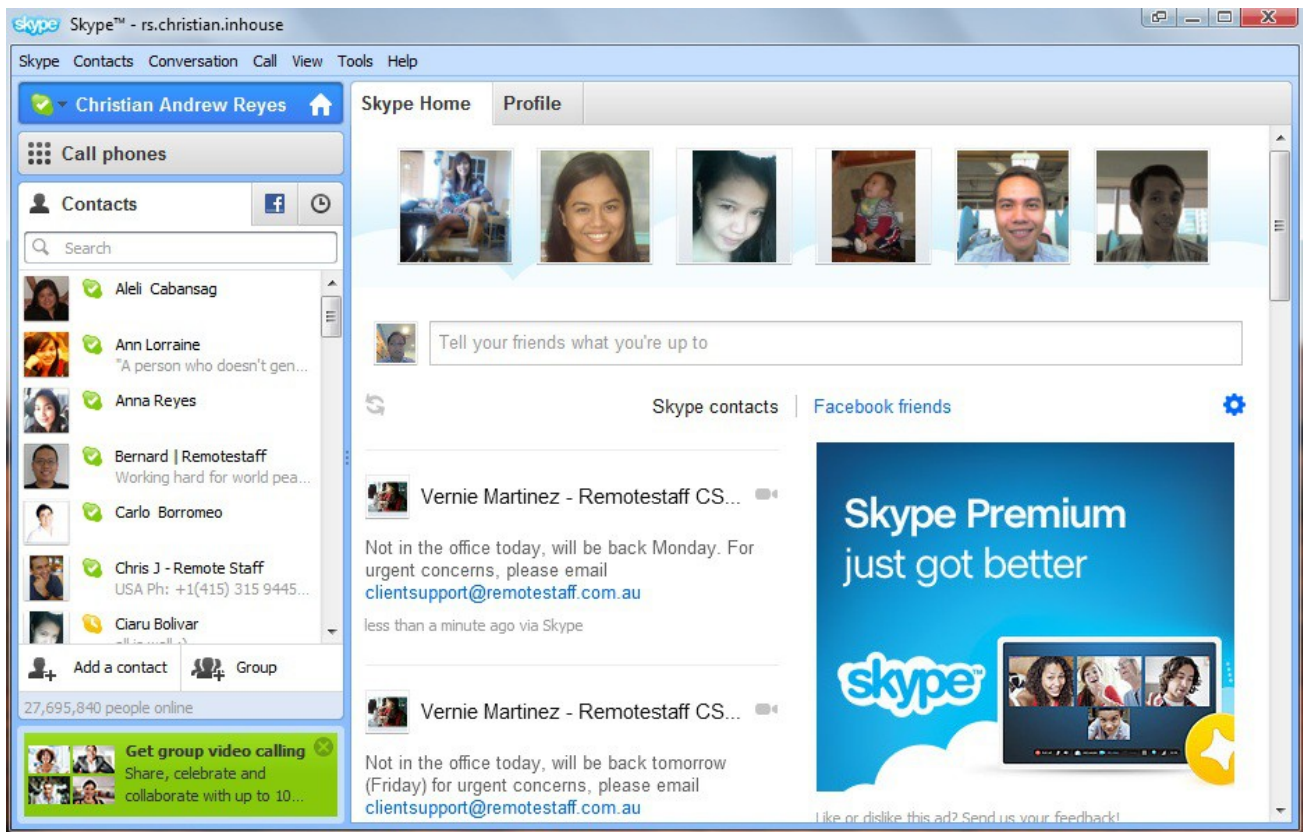 skype Skype™ - rs.christian.inhouse
Skype Contacts Conversation Call View Tools Help
Christian Andrew Reyes
Call phones
Contacts
Search
Aleli Cabansag
Ann Lorraine
"A person who doesn't gen...
Anna Reyes
Bernard | Remotestaff
Working hard for world pea...
Carlo Borromeo
Chris J - Remote Staff
USA Ph: +1(415) 315 9445...
Ciaru Bolivar
all is well :)
Add a contact Group
27,695,840 people online
Get group video calling
Share, celebrate and
collaborate with up to 10...
Skype Home Profile
Tell your friends what you're up to
Skype contacts Facebook friends
Vernie Martinez - Remotestaff CS...
Not in the office today, will be back Monday. For
urgent concerns, please email
clientsupport@remotestaff.com.au
less than a minute ago via Skype
Vernie Martinez - Remotestaff CS...
Not in the office today, will be back tomorrow
(Friday) for urgent concerns, please email
clientsupport@remotestaff.com.au
Skype Premium
just got better
skype
Like or dislike this ad? Send us your feedback!